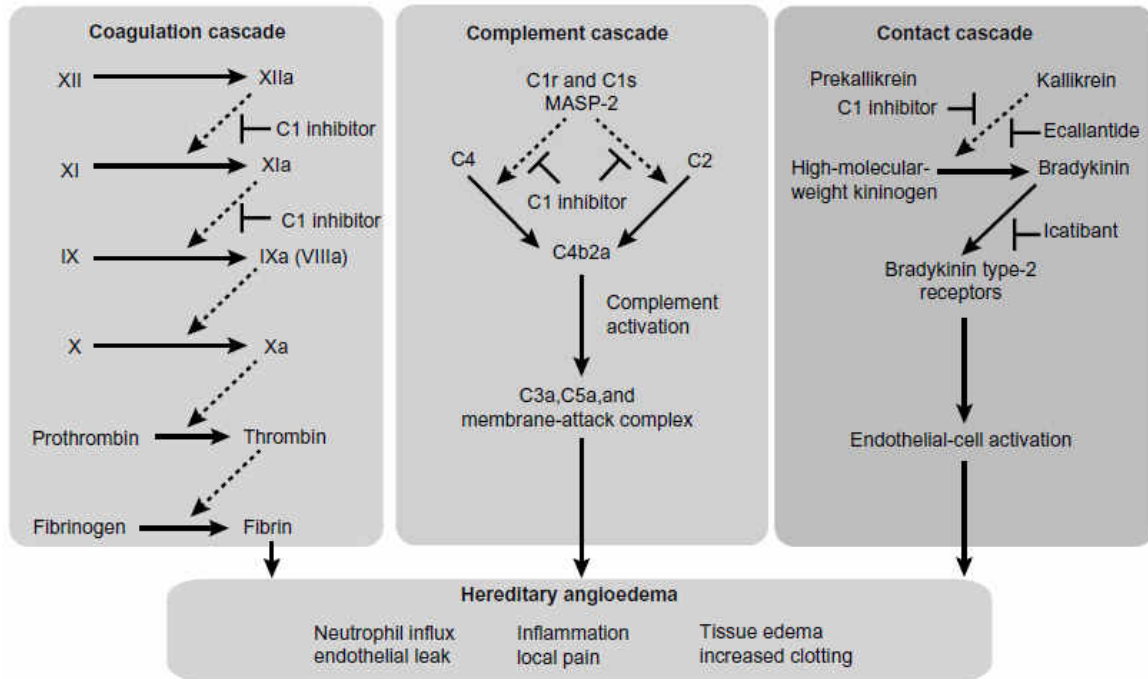 Coagulation cascade
XII
XIIa
C1 inhibitor
XI
XIa
C1 inhibitor
IX
IXa (VIIIa)
X
Xa
Prothrombin
Thrombin
Fibrinogen
Fibrin
Complement cascade
C1r and C1s
MASP-2
C4
C2
C1 inhibitor
C4b2a
Complement
activation
C3a,C5a,and
membrane-attack complex
Contact cascade
Prekallikrein
Kallikrein
C1 inhibitor
Ecallantide
High-molecular-
weight kininogen
Bradykinin
Icatibant
Bradykinin type-2
receptors
Endothelial-cell activation
Hereditary angioedema
Neutrophil influx
endothelial leak
Inflammation
local pain
Tissue edema
increased clotting